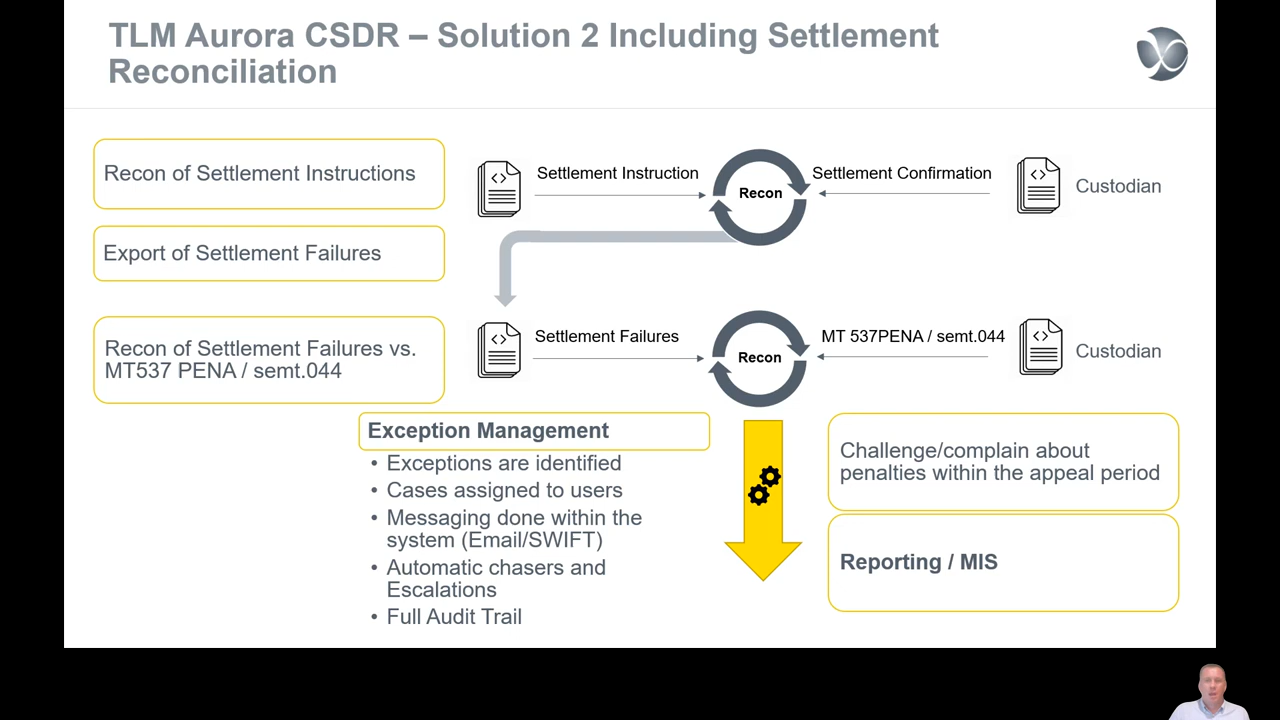 TLM Aurora CSDR – Solution 2 Including Settlement
Reconciliation
Recon of Settlement Instructions
Settlement Instruction
Recon
Settlement Confirmation
Custodian
Export of Settlement Failures
Recon of Settlement Failures vs.
MT537 PENA / semt.044
Settlement Failures
Recon
MT 537PENA / semt.044
Custodian
Exception Management
• Exceptions are identified
• Cases assigned to users
• Messaging done within the
system (Email/SWIFT)
• Automatic chasers and
Escalations
• Full Audit Trail
Challenge/complain about
penalties within the appeal period
Reporting / MIS